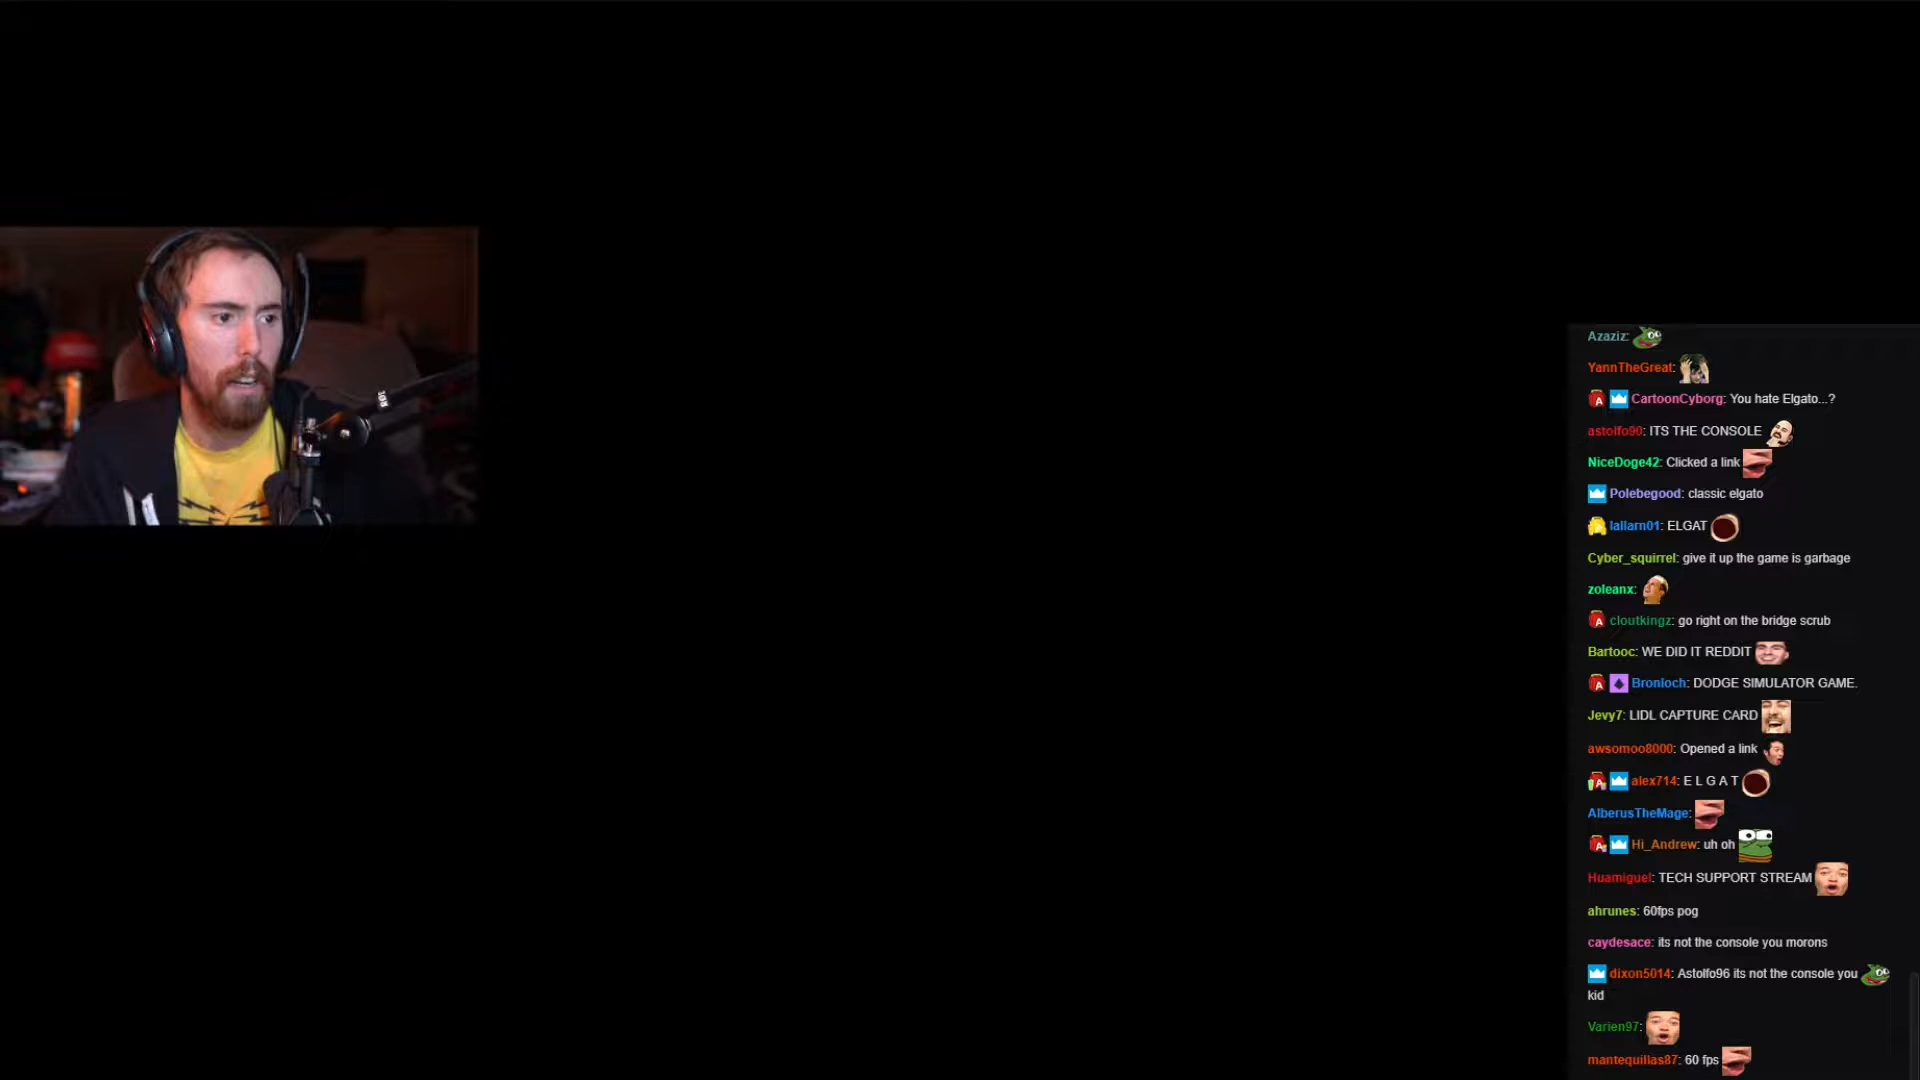 Azaziz:
YannTheGreat:
CartoonCyborg: You hate Elgato...?
astolfo90: ITS THE CONSOLE
NiceDoge42: Clicked a link
Polebegood: classic elgato
lallarn01: ELGAT
Cyber_squirrel: give it up the game is garbage
zoleanx:
cloutkingz: go right on the bridge scrub
Bartooc: WE DID IT REDDIT
Bronloch: DODGE SIMULATOR GAME.
Jevy7: LIDL CAPTURE CARD
awsomoo8000: Opened a link
alex714: E L G A T
AlberusTheMage:
Hi_Andrew: uh oh
Huamiguel: TECH SUPPORT STREAM
ahrunes: 60fps pog
caydesace: its not the console you morons
dixon5014: Astolfo96 its not the console you
kid
Varien97:
mantequillas87: 60 fps